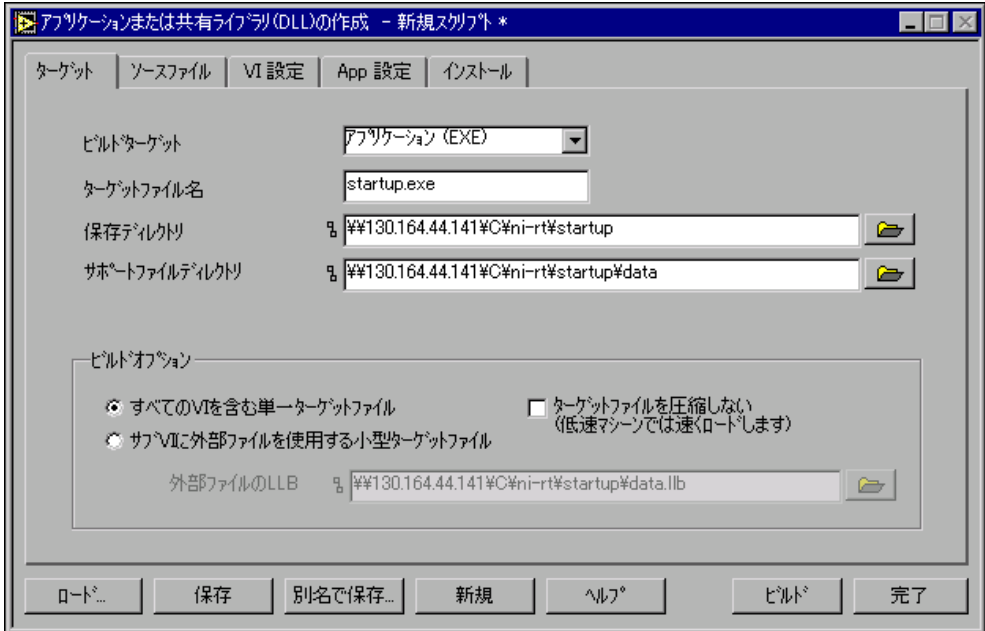 アプリケーションまたは共有ライブラリ(DLL)の作成 - 新規スクリプト *
ターゲット ソースファイル VI 設定 App 設定 インストール
ビルドターゲット アプリケーション (EXE)
ターゲットファイル名 startup.exe
保存ディレクトリ ¥¥130.164.44.141¥C¥ni-rt¥startup
サポートファイルディレクトリ ¥¥130.164.44.141¥C¥ni-rt¥startup¥data
ビルドオプション
すべてのVIを含む単一ターゲットファイル
サブVIに外部ファイルを使用する小型ターゲットファイル
ターゲットファイルを圧縮しない
(低速マシーンでは速くロードします)
外部ファイルのLLB ¥¥130.164.44.141¥C¥ni-rt¥startup¥data.llb
ロード... 保存 別名で保存... 新規 ヘルプ ビルド 完了